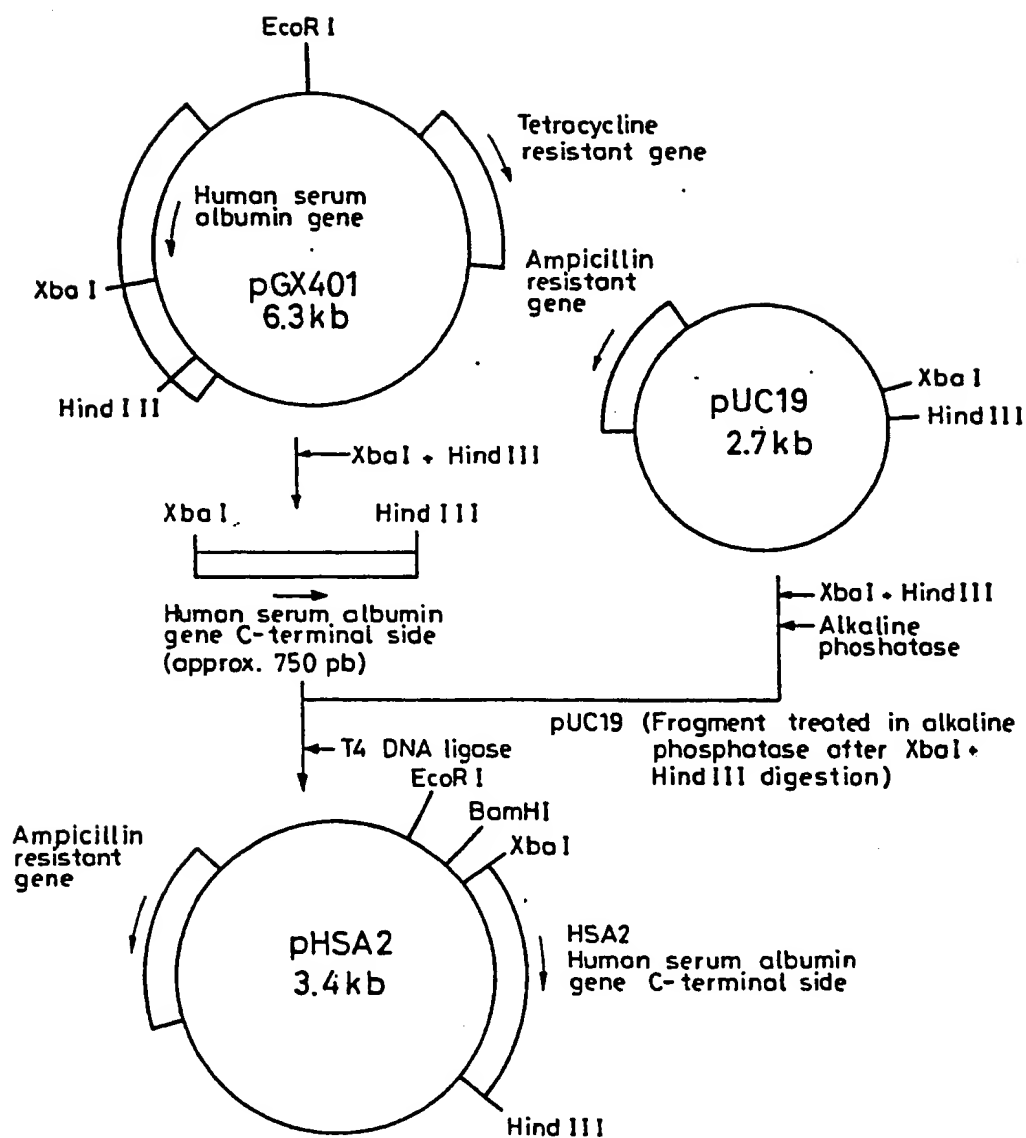 EcoR I
Tetracycline
resistant gene
Human serum
albumin gene
Xba I
pGX401
6.3kb
Hind III
Ampicillin
resistant
gene
pUC19
2.7kb
Xba I
Hind III
XbaI + Hind III
Xba I
Hind III
Human serum albumin
gene C-terminal side
(approx. 750 pb)
XbaI + Hind III
Alkaline
phoshatase
pUC19 (Fragment treated in alkaline
phosphatase after XbaI +
Hind III digestion)
T4 DNA ligase
EcoR I
BamHI
Xba I
Ampicillin
resistant
gene
pHSA2
3.4kb
HSA2
Human serum albumin
gene C-terminal side
Hind III